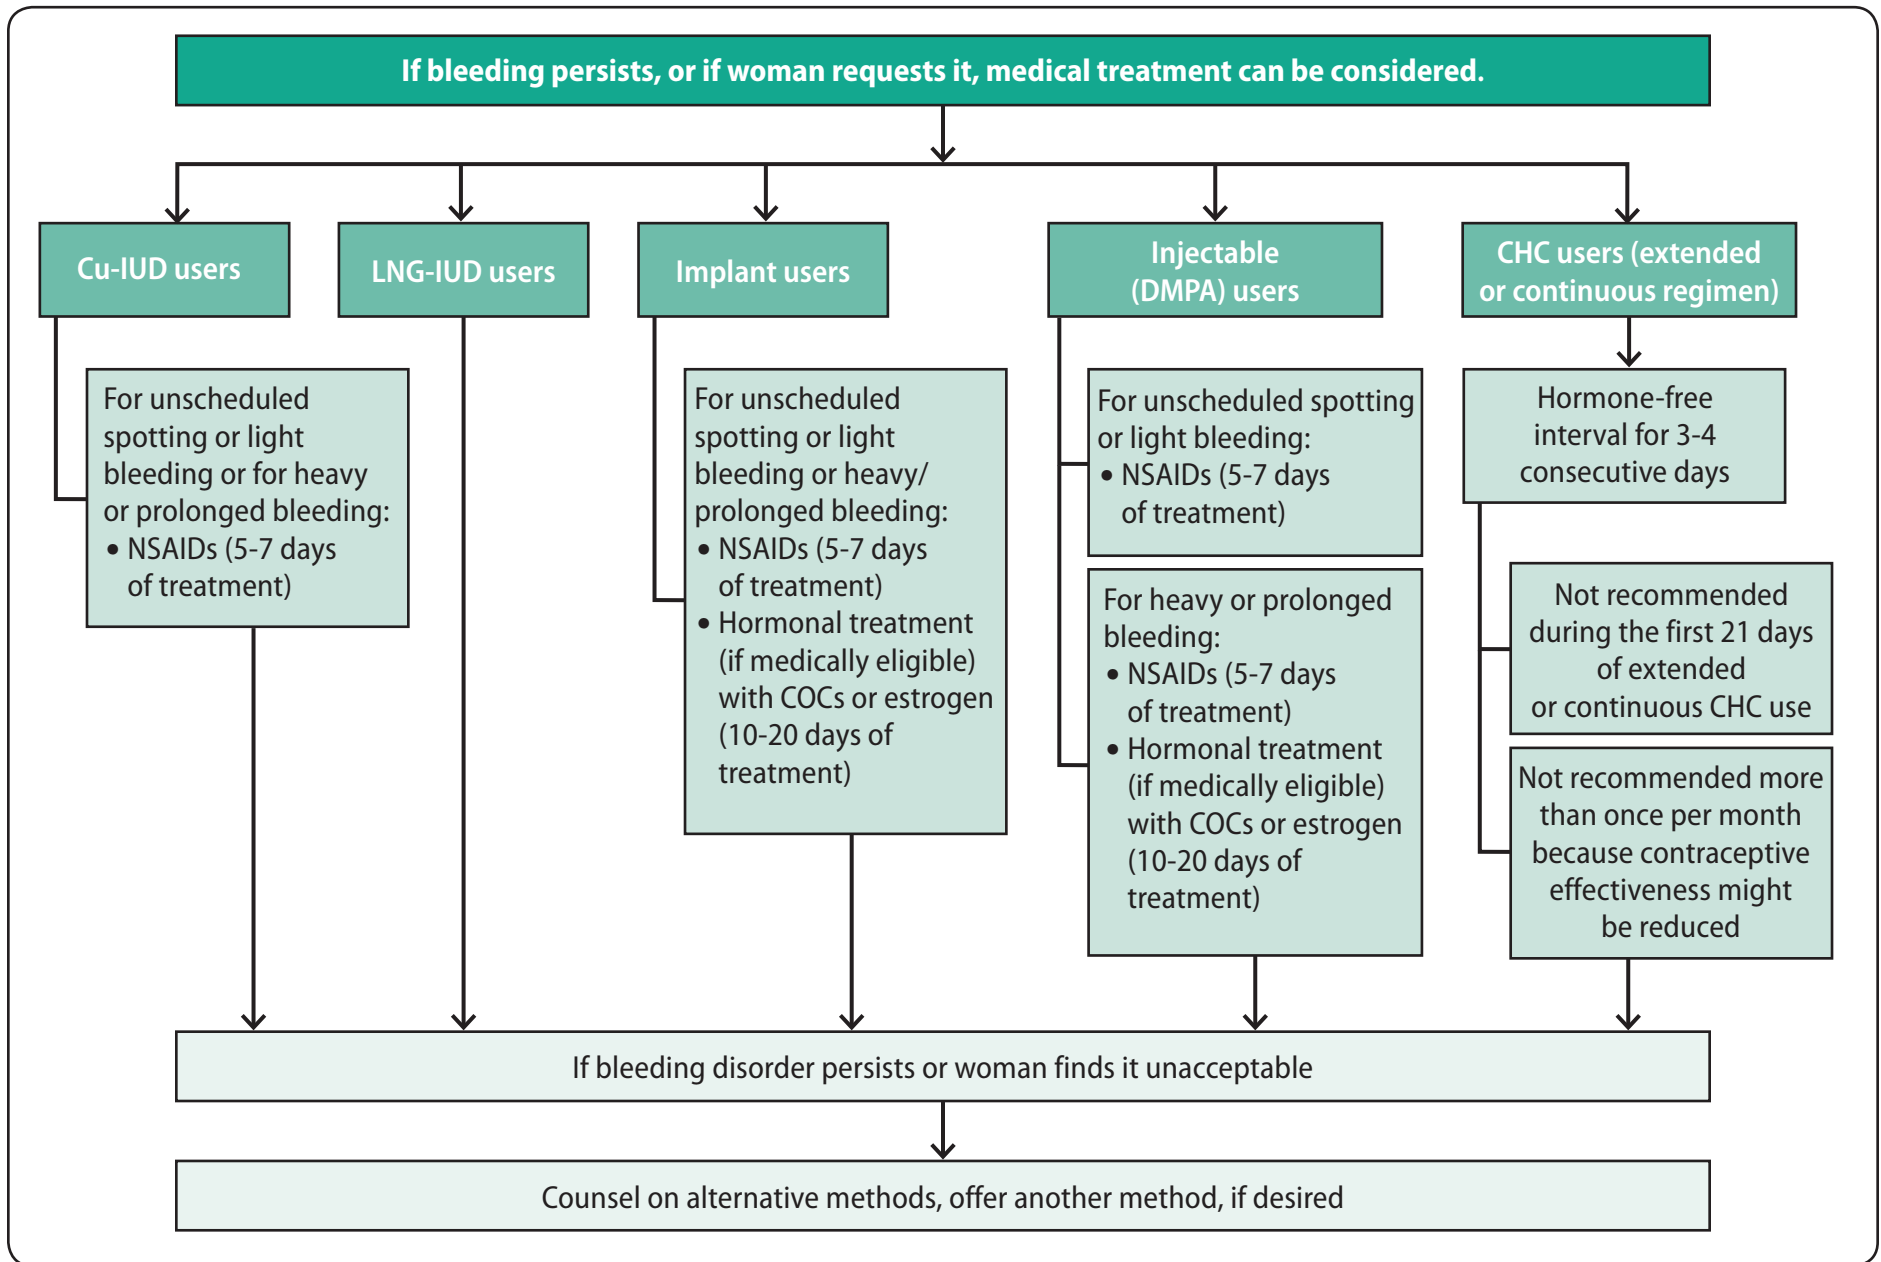 If bleeding persists, or if woman requests it, medical treatment can be considered.
Cu-IUD users
LNG-IUD users
Implant users
Injectable
(DMPA) users
CHC users (extended
or continuous regimen)
For unscheduled
spotting or light
bleeding or for heavy
or prolonged bleeding:
• NSAIDs (5-7 days
of treatment)
For unscheduled
spotting or light
bleeding or heavy/
prolonged bleeding:
• NSAIDs (5-7 days
of treatment)
• Hormonal treatment
(if medically eligible)
with COCs or estrogen
(10-20 days of
treatment)
For unscheduled spotting
or light bleeding:
• NSAIDs (5-7 days
of treatment)
For heavy or prolonged
bleeding:
• NSAIDs (5-7 days
of treatment)
• Hormonal treatment
(if medically eligible)
with COCs or estrogen
(10-20 days of
treatment)
Hormone-free
interval for 3-4
consecutive days
Not recommended
during the first 21 days
of extended
or continuous CHC use
Not recommended more
than once per month
because contraceptive
effectiveness might
be reduced
If bleeding disorder persists or woman finds it unacceptable
Counsel on alternative methods, offer another method, if desired